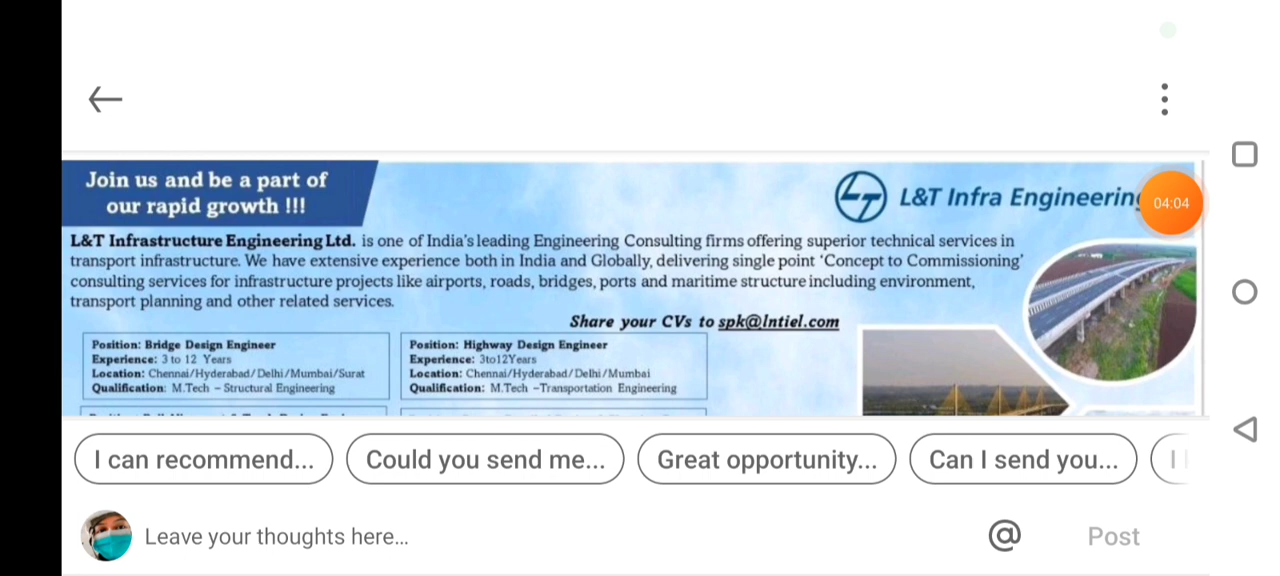 Join us and be a part of
our rapid growth !!!
L&T Infra Engineering
04:04
L&T Infrastructure Engineering Ltd. is one of India's leading Engineering Consulting firms offering superior technical services in
transport infrastructure. We have extensive experience both in India and Globally, delivering single point 'Concept to Commissioning'
consulting services for infrastructure projects like airports, roads, bridges, ports and maritime structure including environment,
transport planning and other related services.
Share your CVs to spk@lntiel.com
Position: Bridge Design Engineer
Experience: 3 to 12 Years
Location: Chennai/Hyderabad/Delhi/Mumbai/Surat
Qualification: M.Tech – Structural Engineering
Position: Highway Design Engineer
Experience: 3to12Years
Location: Chennai/Hyderabad/Delhi/Mumbai
Qualification: M.Tech –Transportation Engineering
I can recommend...
Could you send me...
Great opportunity...
Can I send you...
Leave your thoughts here...
@
Post